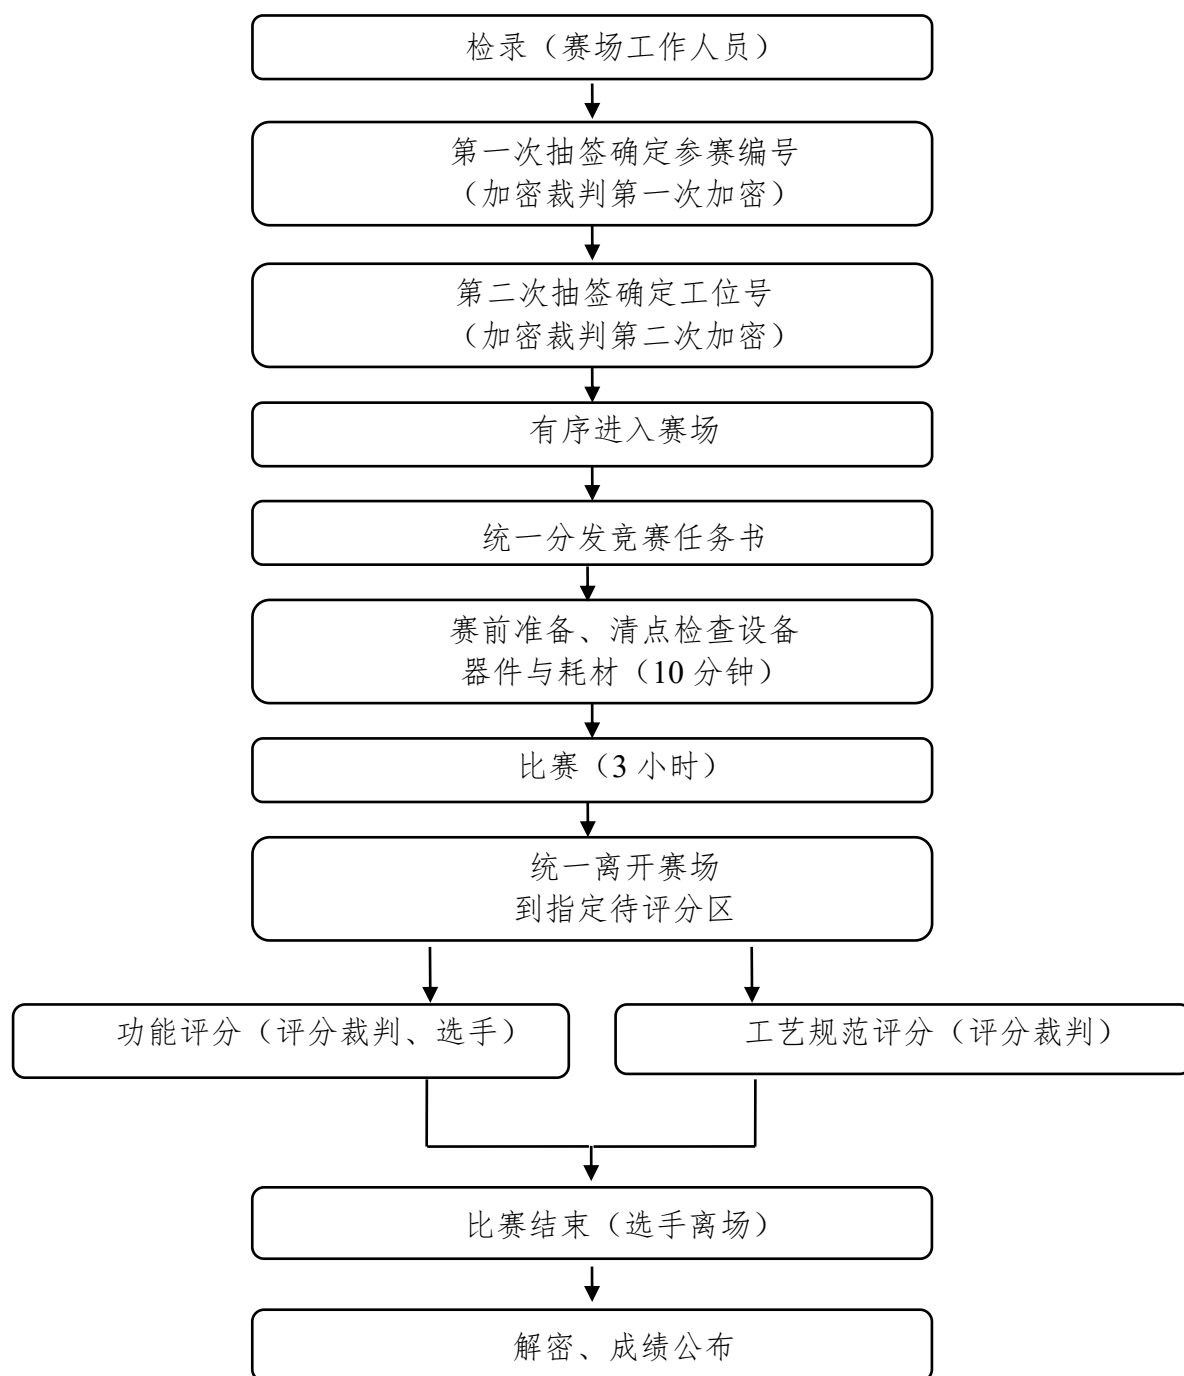 检录（赛场工作人员）
第一次抽签确定参赛编号
（加密裁判第一次加密）
第二次抽签确定工位号
（加密裁判第二次加密）
有序进入赛场
统一分发竞赛任务书
赛前准备、清点检查设备
器件与耗材（10 分钟）
比赛（3 小时）
统一离开赛场
到指定待评分区
功能评分（评分裁判、选手）
工艺规范评分（评分裁判）
比赛结束（选手离场）
解密、成绩公布